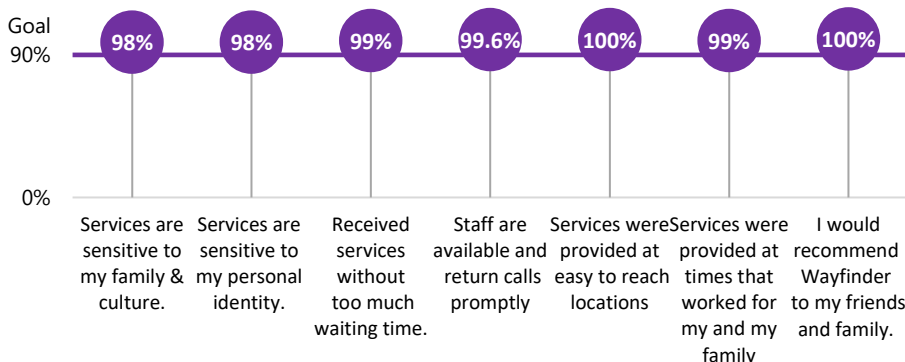 Goal
90%
98%
98%
99%
99.6%
100%
99%
100%
0%
Services are
sensitive to
my family &
culture.
Services are
sensitive to
my personal
identity.
Received
services
without
too much
waiting time.
Staff are
available and
return calls
promptly
Services were
provided at
easy to reach
locations
Services were
provided at
times that
worked for
my and my
family
I would
recommend
Wayfinder
to my friends
and family.